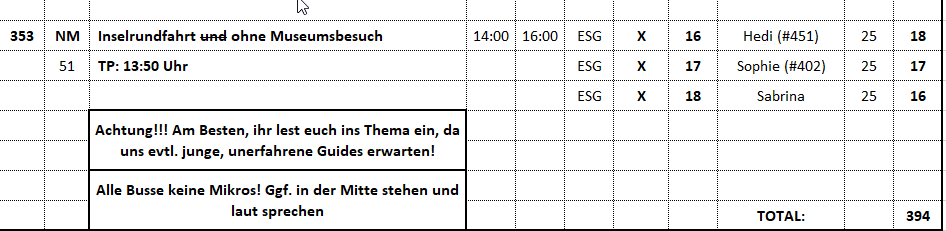 353 NM Inselrundfahrt und ohne Museumsbesuch 14:00 16:00 ESG X 16 Hedi (#451) 25 18
51 TP: 13:50 Uhr ESG X 17 Sophie (#402) 25 17
ESG X 18 Sabrina 25 16
Achtung!!! Am Besten, ihr lest euch ins Thema ein, da
uns evtl. junge, unerfahrene Guides erwarten!
Alle Busse keine Mikros! Ggf. in der Mitte stehen und
laut sprechen
TOTAL: 394